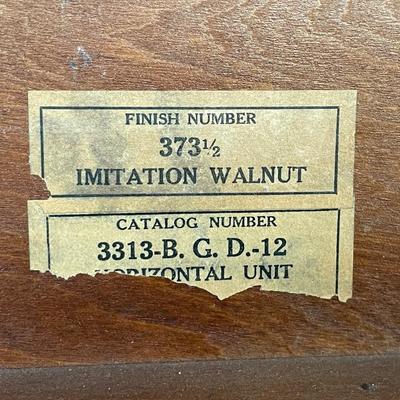 FINISH NUMBER
373½
IMITATION WALNUT
CATALOG NUMBER
3313-B. G. D.-12
HORIZONTAL UNIT